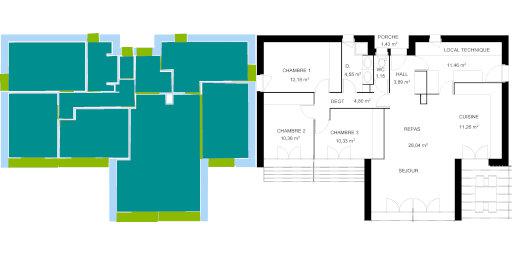 PORCHE
1,43 m²
LOCAL TECHNIQUE
11,46 m²
CHAMBRE 1
12,18 m²
D.
4,55 m²
WC
1,16
HALL
3,89 m²
DEGT
4,80 m²
CHAMBRE 2
10,38 m²
CHAMBRE 3
10,33 m²
REPAS
28,04 m²
CUISINE
11,26 m²
SEJOUR